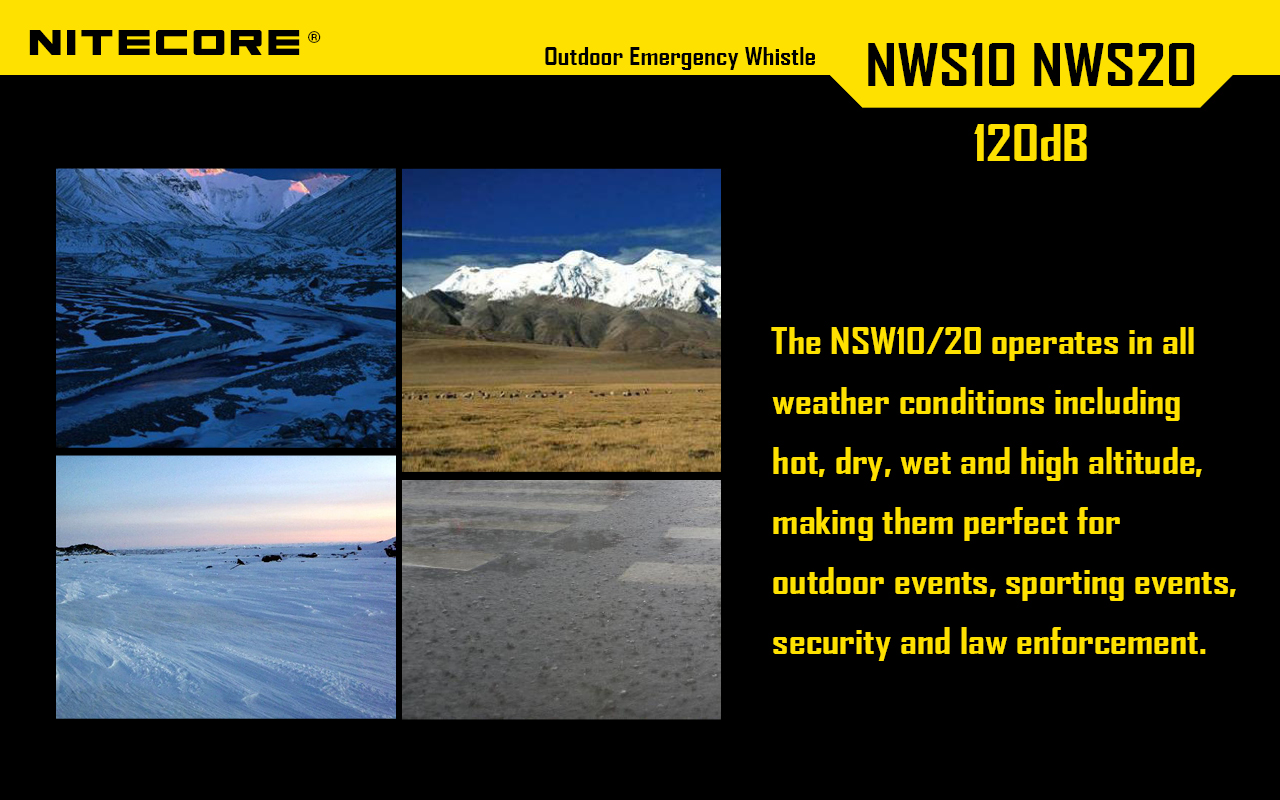 NITECORE®
Outdoor Emergency Whistle
NWS10 NWS20
120dB
The NSW10/20 operates in all
weather conditions including
hot, dry, wet and high altitude,
making them perfect for
outdoor events, sporting events,
security and law enforcement.